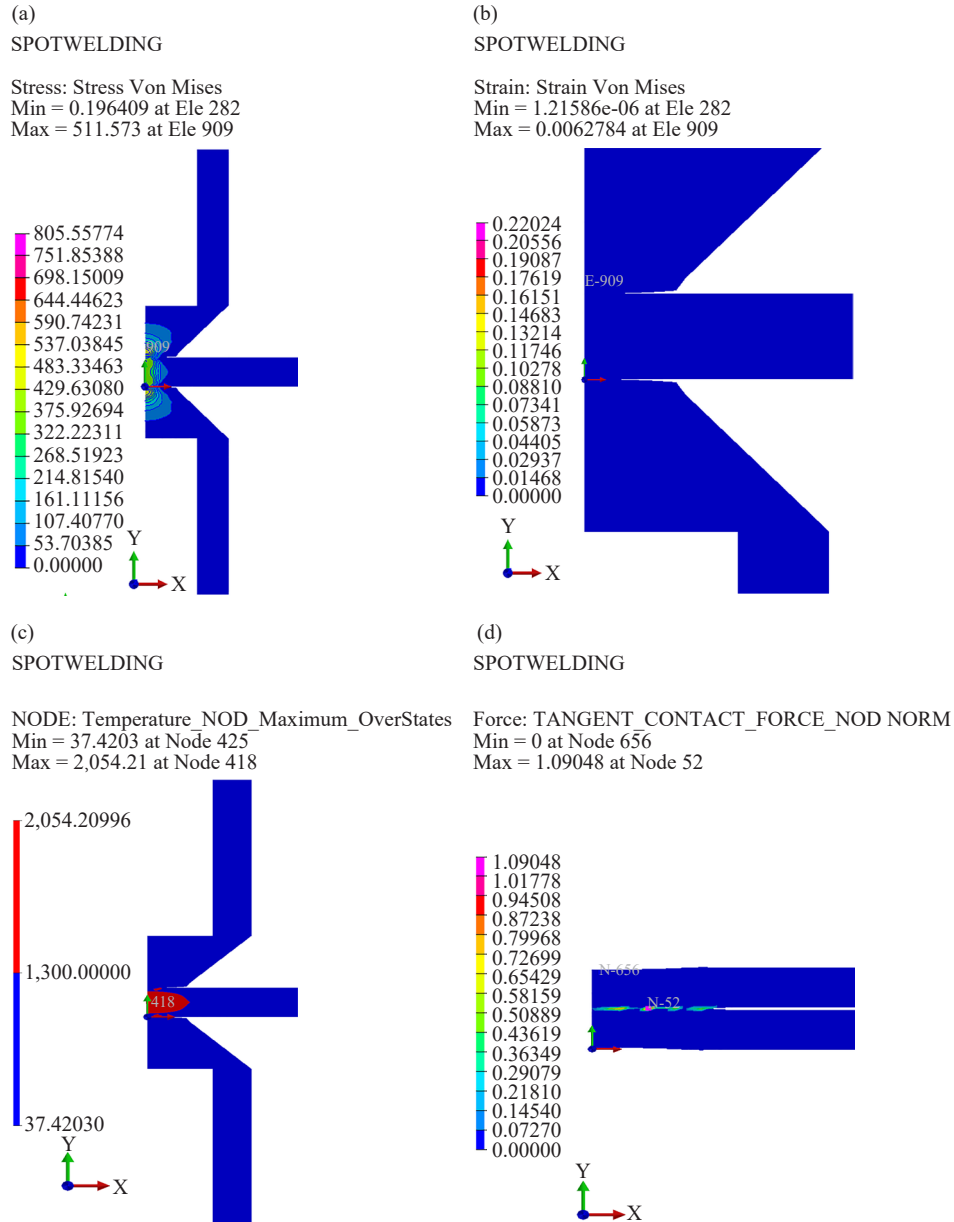 (a)
SPOTWELDING
Stress: Stress Von Mises
Min = 0.196409 at Ele 282
Max = 511.573 at Ele 909
805.55774
751.85388
698.15009
644.44623
590.74231
537.03845
483.33463
429.63080
375.92694
322.22311
268.51923
214.81540
161.11156
107.40770
53.70385
0.00000
909
Y
X
(b)
SPOTWELDING
Strain: Strain Von Mises
Min = 1.21586e-06 at Ele 282
Max = 0.0062784 at Ele 909
0.22024
0.20556
0.19087
0.17619
0.16151
0.14683
0.13214
0.11746
0.10278
0.08810
0.07341
0.05873
0.04405
0.02937
0.01468
0.00000
E-909
Y
X
(c)
SPOTWELDING
NODE: Temperature_NOD_Maximum_OverStates
Min = 37.4203 at Node 425
Max = 2,054.21 at Node 418
2,054.20996
1,300.00000
37.42030
418
Y
X
(d)
SPOTWELDING
Force: TANGENT_CONTACT_FORCE_NOD NORM
Min = 0 at Node 656
Max = 1.09048 at Node 52
1.09048
1.01778
0.94508
0.87238
0.79968
0.72699
0.65429
0.58159
0.50889
0.43619
0.36349
0.29079
0.21810
0.14540
0.07270
0.00000
N-656
N-52
Y
X